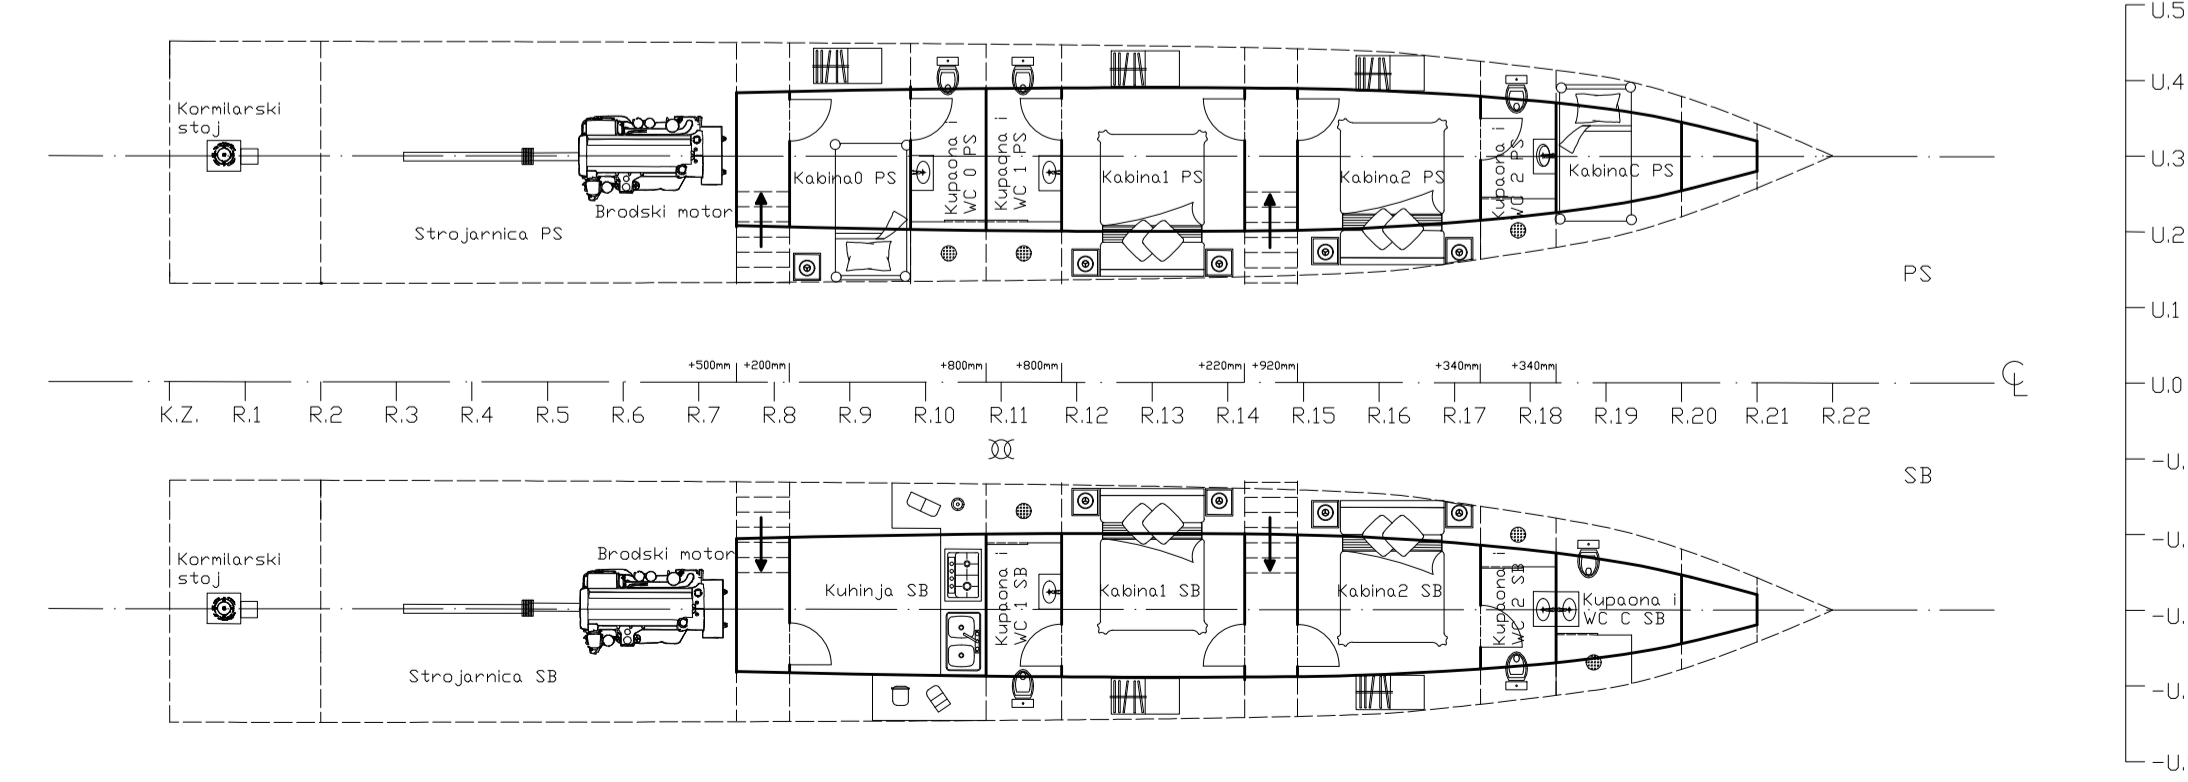 U.5
U.4
Kormilarski
stoj
Kupaona i
WC 0 PS
Kupaona i
WC 1 PS
Kupaona i
WC 2 PS
U.3
Kabina0 PS
Kabina1 PS
Kabina2 PS
KabinaC PS
Brodski motor
Strojarnica PS
U.2
PS
U.1
+500mm
+200mm
+800mm
+800mm
+220mm
+920mm
+340mm
+340mm
U.0
K.Z.
R.1
R.2
R.3
R.4
R.5
R.6
R.7
R.8
R.9
R.10
R.11
R.12
R.13
R.14
R.15
R.16
R.17
R.18
R.19
R.20
R.21
R.22
-U.
SB
-U.
Kormilarski
stoj
Brodski motor
Kuhinja SB
Kupaona i
WC 1 SB
Kabina1 SB
Kabina2 SB
Kupaona i
WC 2 SB
Kupaona i
WC C SB
-U.
Strojarnica SB
-U.
-U.